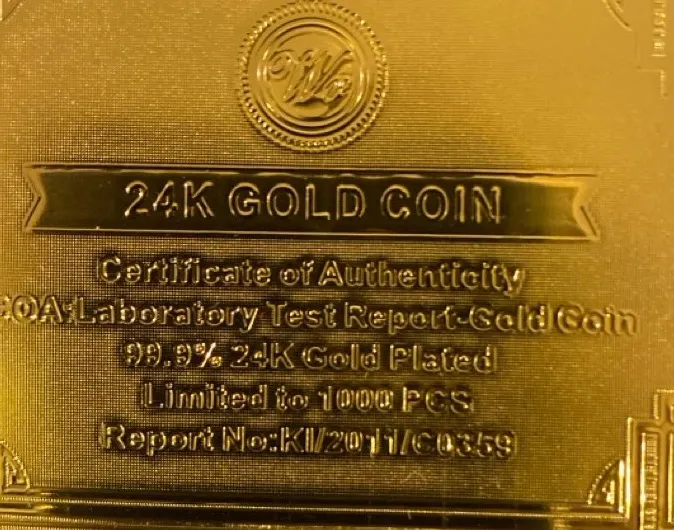 Wr
24K GOLD COIN
Certificate of Authenticity
COA:Laboratory Test Report-Gold Coin
99.9% 24K Gold Plated
Limited to 1000 PCS
Report No:KI/2011/C0359